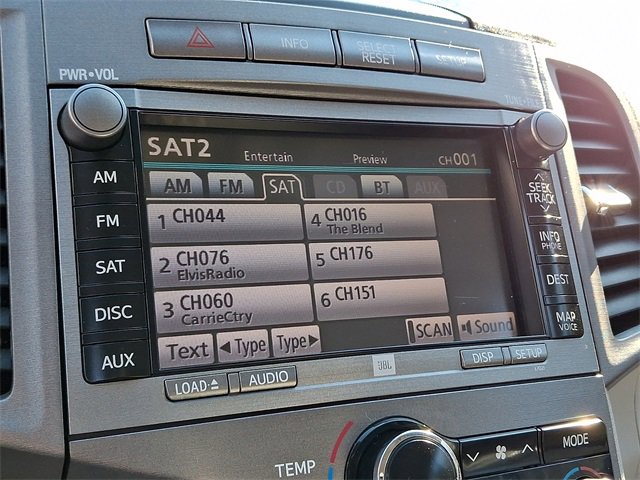 INFO
SELECT RESET
SETUP
PWR•VOL
SAT2
Entertain
Preview
CH001
AM FM SAT CD BT AUX
1 CH044
4 CH016
The Blend
2 CH076
ElvisRadio
5 CH176
3 CH060
CarrieCtry
6 CH151
Text ◄Type Type► SCAN Sound
AM
FM
SAT
DISC
AUX
SEEK
TRACK
INFO
PHONE
DEST
MAP
VOICE
LOAD•⏏ AUDIO
JBL
DISP SETUP
TEMP
MODE